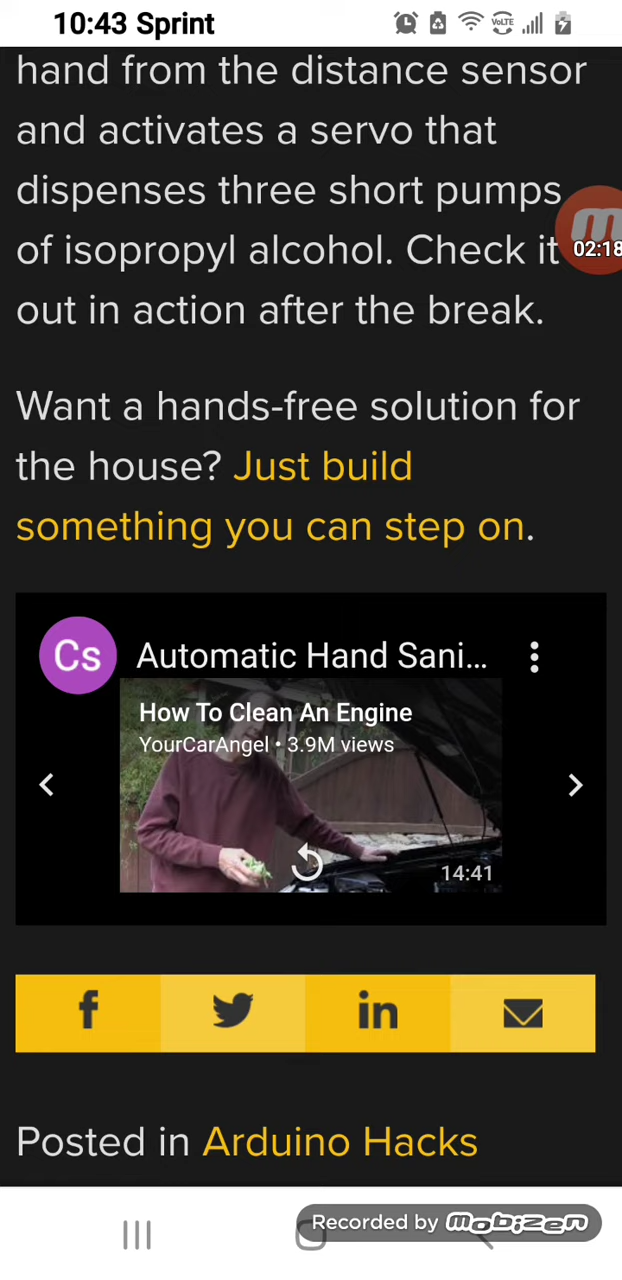 10:43 Sprint
VoLTE
hand from the distance sensor
and activates a servo that
dispenses three short pumps
of isopropyl alcohol. Check it
02:18
out in action after the break.
Want a hands-free solution for
the house? Just build
something you can step on.
Cs Automatic Hand Sani...
How To Clean An Engine
YourCarAngel • 3.9M views
14:41
f in
Posted in Arduino Hacks
Recorded by mobizen